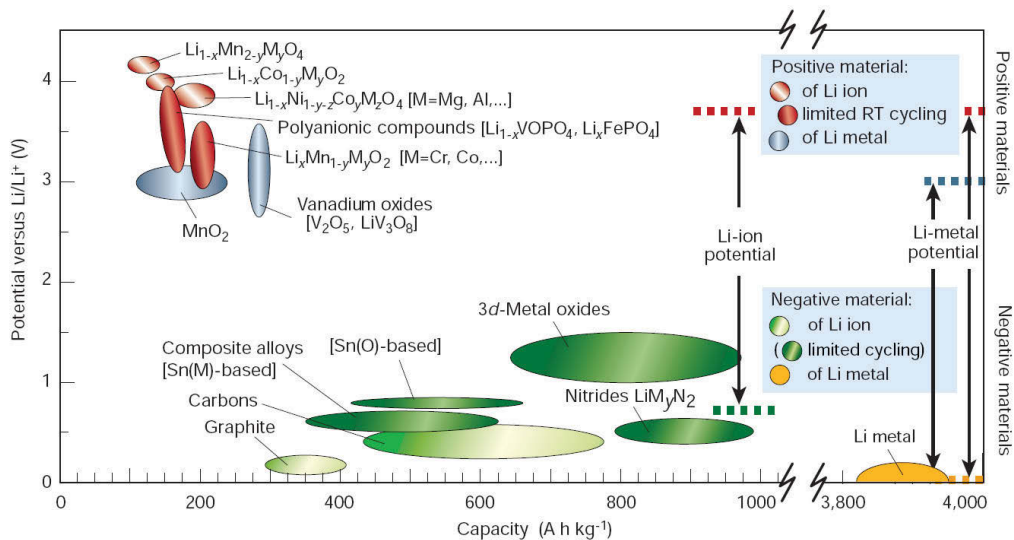 Li₁₋ₓMn₂₋yMyO₄
Li₁₋ₓCo₁₋yMyO₂
Li₁₋ₓNi₁₋y₋zCoyMzO₄ [M=Mg, Al,...]
Polyanionic compounds [Li₁₋ₓVOPO₄, LiₓFePO₄]
LiₓMn₁₋yMyO₂ [M=Cr, Co,...]
MnO₂
Vanadium oxides
[V₂O₅, LiV₃O₈]
Positive material:
of Li ion
limited RT cycling
of Li metal
Positive materials
Li-ion
potential
Li-metal
potential
Negative material:
of Li ion
( limited cycling)
of Li metal
Negative materials
3d-Metal oxides
[Sn(O)-based]
Composite alloys
[Sn(M)-based]
Carbons
Graphite
Nitrides LiMyN₂
Li metal
Potential versus Li/Li⁺ (V)
4
3
2
1
0
0 200 400 600 800 1000 3,800 4,000
Capacity (A h kg⁻¹)